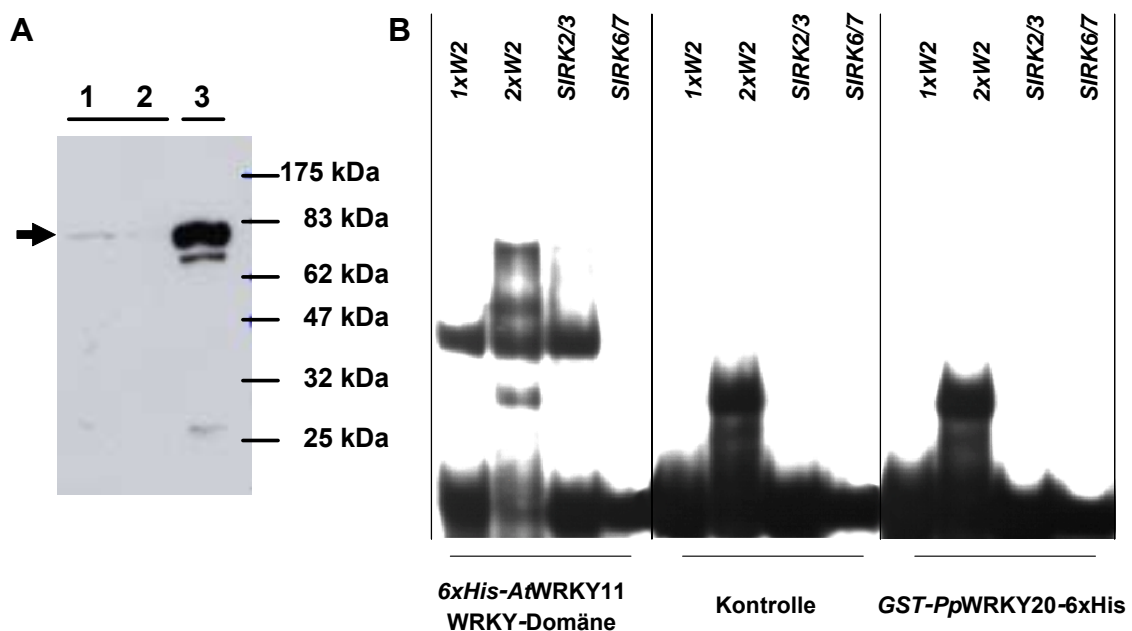 A
1 2 3
175 kDa
83 kDa
62 kDa
47 kDa
32 kDa
25 kDa
B
1xW2 2xW2 SIRK2/3 SIRK6/7 1xW2 2xW2 SIRK2/3 SIRK6/7 1xW2 2xW2 SIRK2/3 SIRK6/7
6xHis-AtWRKY11
WRKY-Domäne
Kontrolle
GST-PpWRKY20-6xHis